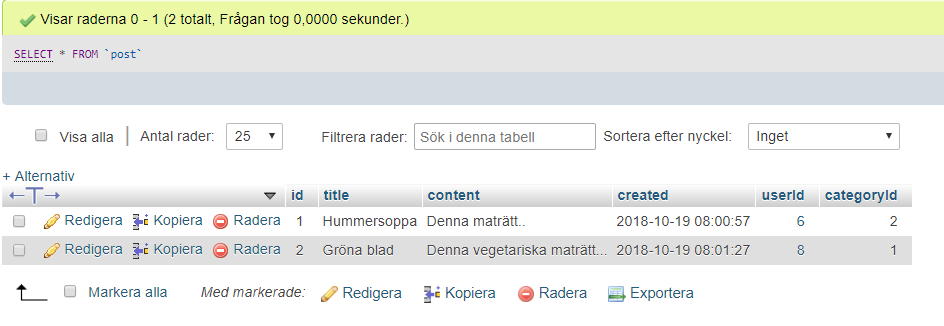 Visar raderna 0 - 1 (2 totalt, Frågan tog 0,0000 sekunder.)
SELECT * FROM `post`
Visa alla | Antal rader: 25 Filtrera rader: Sök i denna tabell Sortera efter nyckel: Inget
+ Alternativ
←T→ id title content created userId categoryId
Redigera Kopiera Radera 1 Hummersoppa Denna maträtt.. 2018-10-19 08:00:57 6 2
Redigera Kopiera Radera 2 Gröna blad Denna vegetariska maträtt... 2018-10-19 08:01:27 8 1
Markera alla Med markerade: Redigera Kopiera Radera Exportera